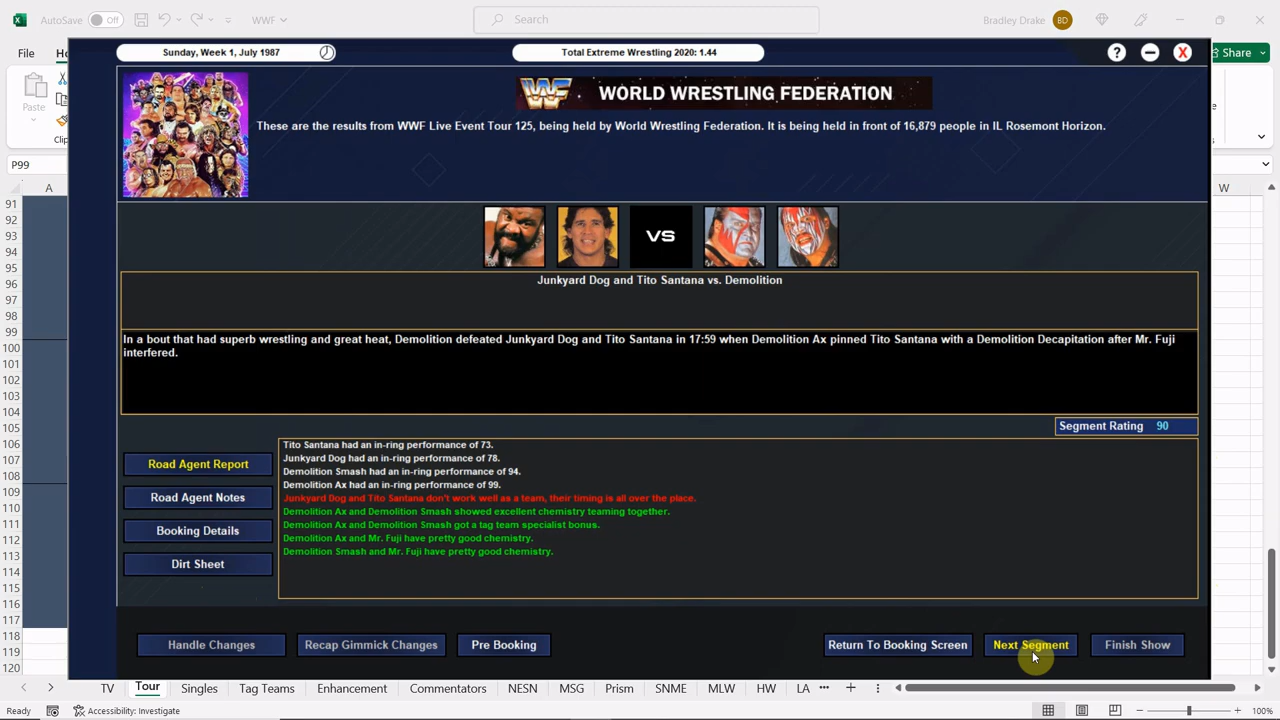 AutoSave Off WWF Search Bradley Drake BD
File Share
Sunday, Week 1, July 1987 Total Extreme Wrestling 2020: 1.44 ? X
WORLD WRESTLING FEDERATION
Paste
These are the results from WWF Live Event Tour 125, being held by World Wrestling Federation. It is being held in front of 16,879 people in IL Rosemont Horizon.
P99
A W
VS
Junkyard Dog and Tito Santana vs. Demolition
In a bout that had superb wrestling and great heat, Demolition defeated Junkyard Dog and Tito Santana in 17:59 when Demolition Ax pinned Tito Santana with a Demolition Decapitation after Mr. Fuji
interfered.
Segment Rating 90
Road Agent Report
Road Agent Notes
Booking Details
Dirt Sheet
Tito Santana had an in-ring performance of 73.
Junkyard Dog had an in-ring performance of 78.
Demolition Smash had an in-ring performance of 94.
Demolition Ax had an in-ring performance of 99.
Junkyard Dog and Tito Santana don't work well as a team, their timing is all over the place.
Demolition Ax and Demolition Smash showed excellent chemistry teaming together.
Demolition Ax and Demolition Smash got a tag team specialist bonus.
Demolition Ax and Mr. Fuji have pretty good chemistry.
Demolition Smash and Mr. Fuji have pretty good chemistry.
Handle Changes Recap Gimmick Changes Pre Booking Return To Booking Screen Next Segment Finish Show
91
92
93
94
95
96
97
98
99
100
101
102
103
104
105
106
107
108
109
110
111
112
113
114
115
116
117
118
119
120
TV Tour Singles Tag Teams Enhancement Commentators NESN MSG Prism SNME MLW HW LA
Ready Accessibility: Investigate 100%